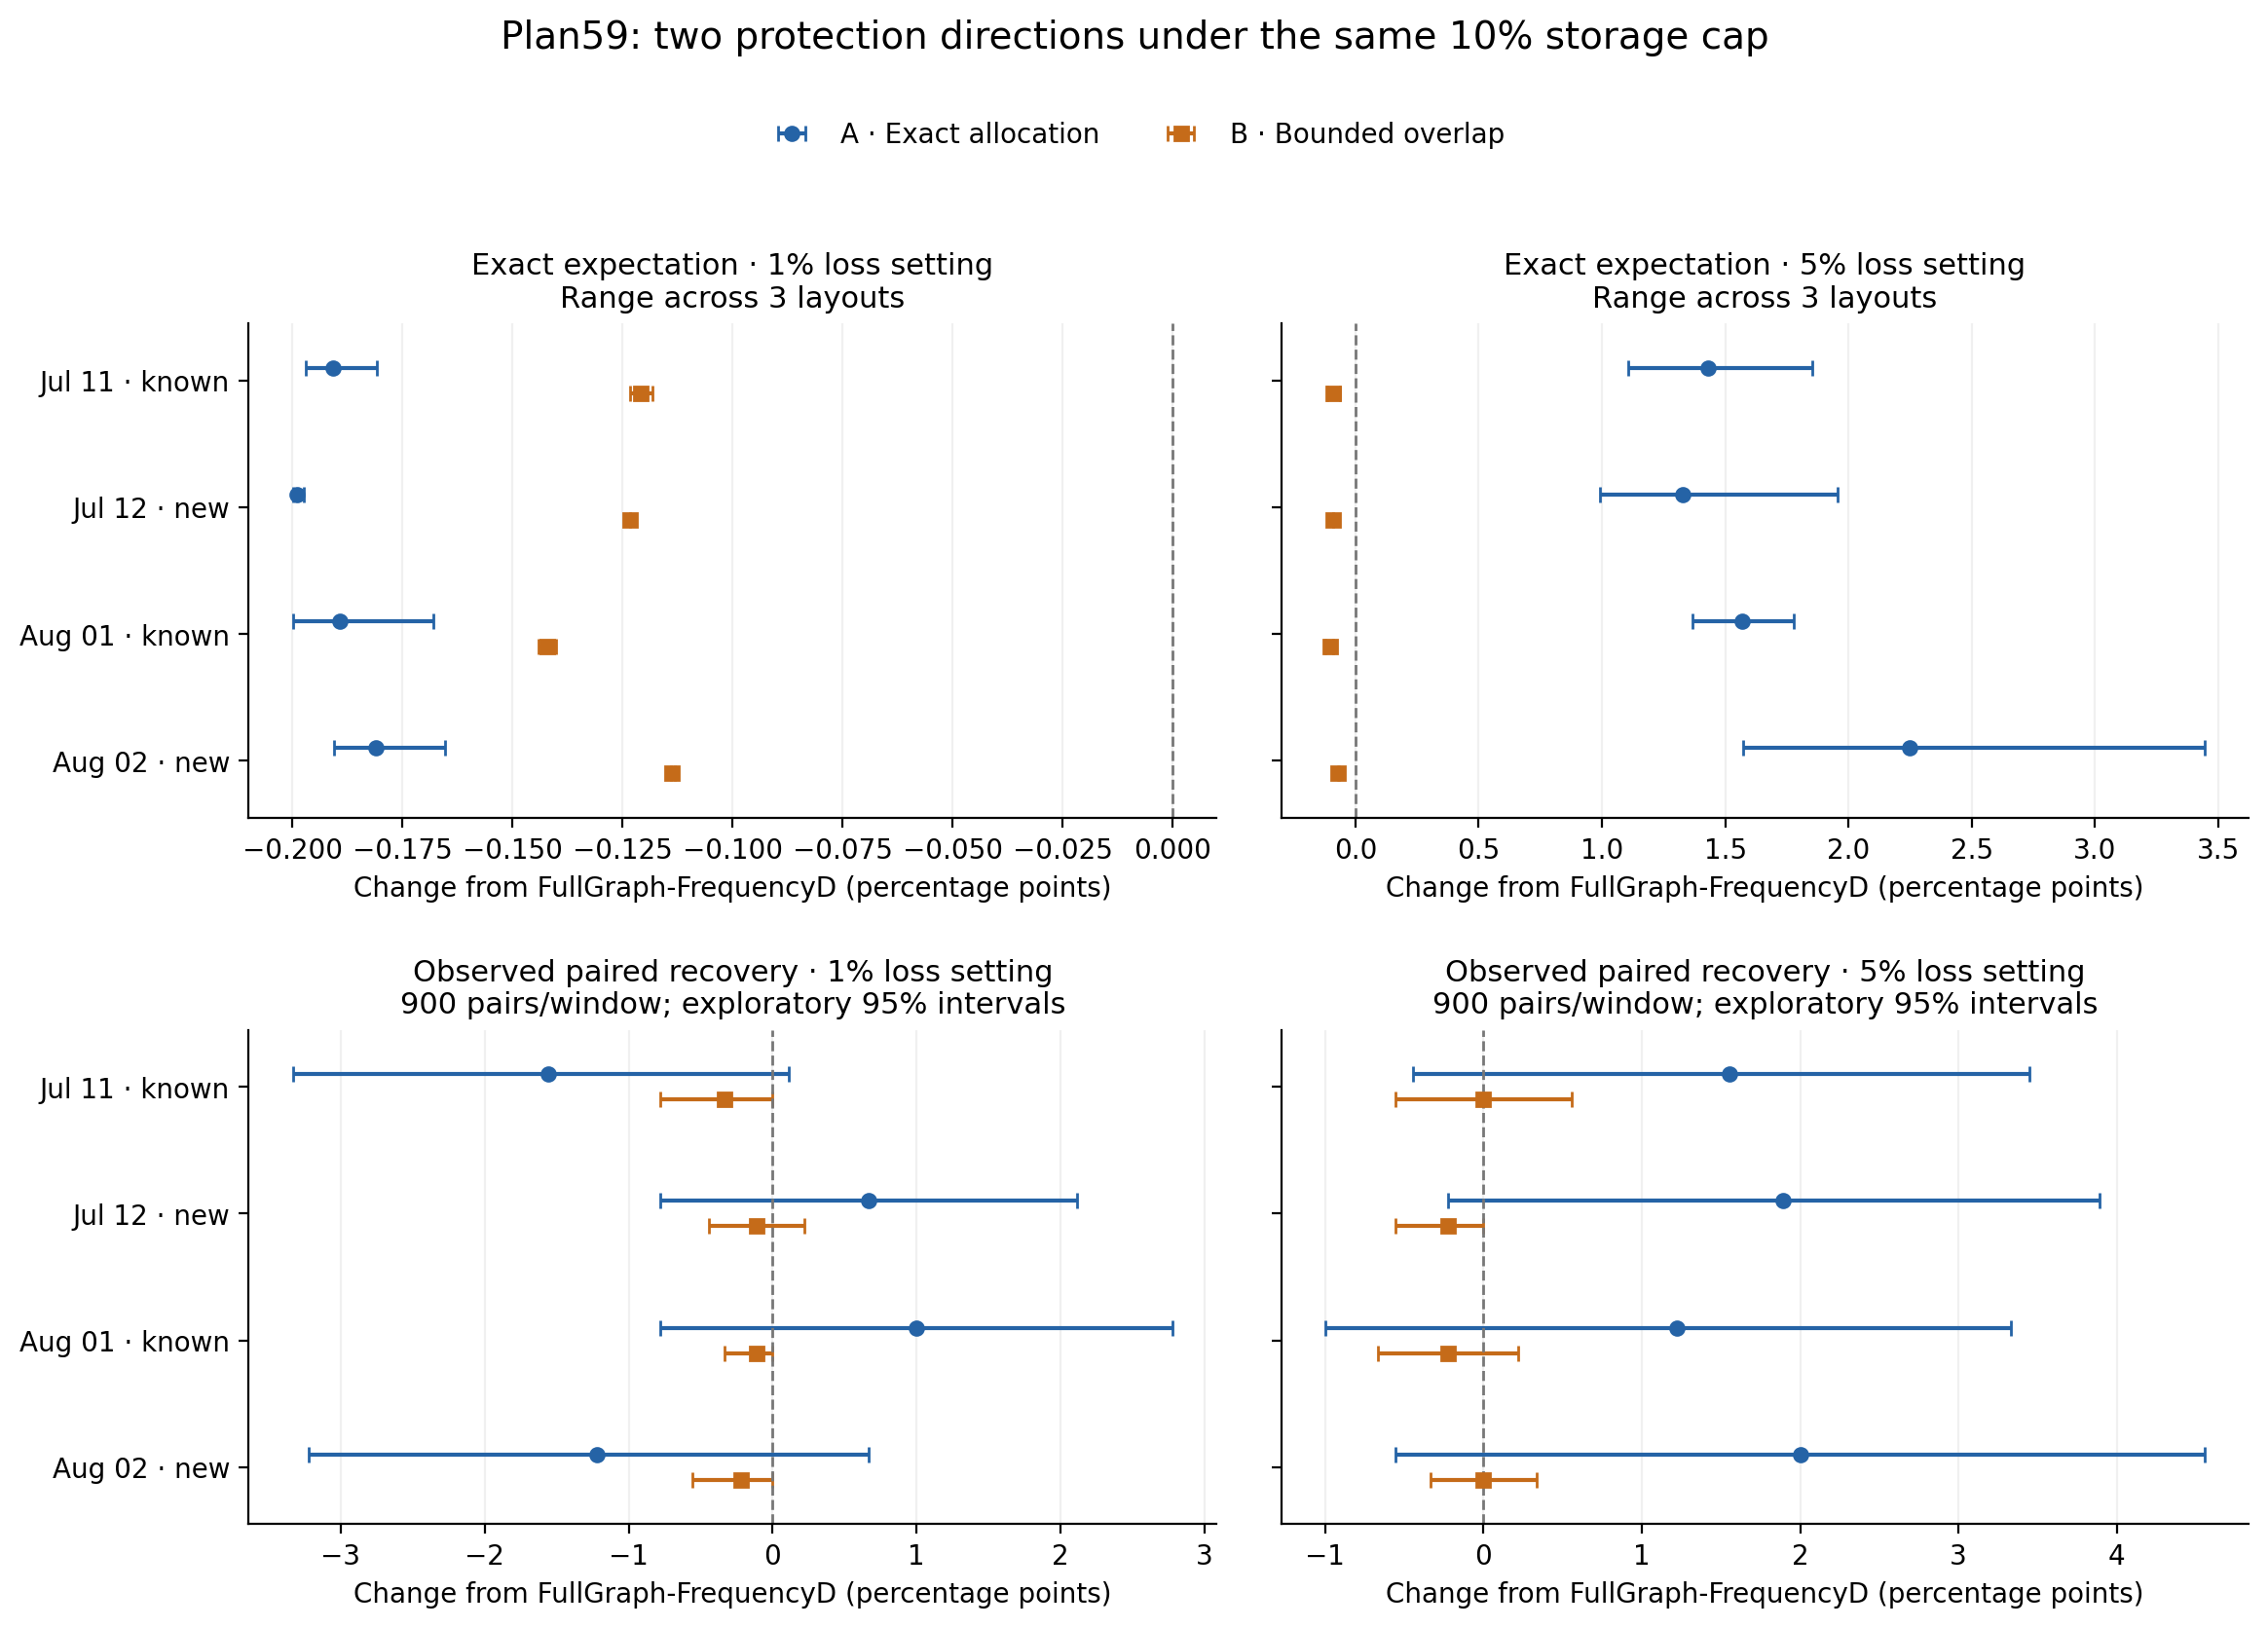 Plan59: two protection directions under the same 10% storage cap
A · Exact allocation
B · Bounded overlap
Exact expectation · 1% loss setting
Range across 3 layouts
Jul 11 · known
Jul 12 · new
Aug 01 · known
Aug 02 · new
−0.200 −0.175 −0.150 −0.125 −0.100 −0.075 −0.050 −0.025 0.000
Change from FullGraph-FrequencyD (percentage points)
Exact expectation · 5% loss setting
Range across 3 layouts
0.0 0.5 1.0 1.5 2.0 2.5 3.0 3.5
Change from FullGraph-FrequencyD (percentage points)
Observed paired recovery · 1% loss setting
900 pairs/window; exploratory 95% intervals
Jul 11 · known
Jul 12 · new
Aug 01 · known
Aug 02 · new
−3 −2 −1 0 1 2 3
Change from FullGraph-FrequencyD (percentage points)
Observed paired recovery · 5% loss setting
900 pairs/window; exploratory 95% intervals
−1 0 1 2 3 4
Change from FullGraph-FrequencyD (percentage points)